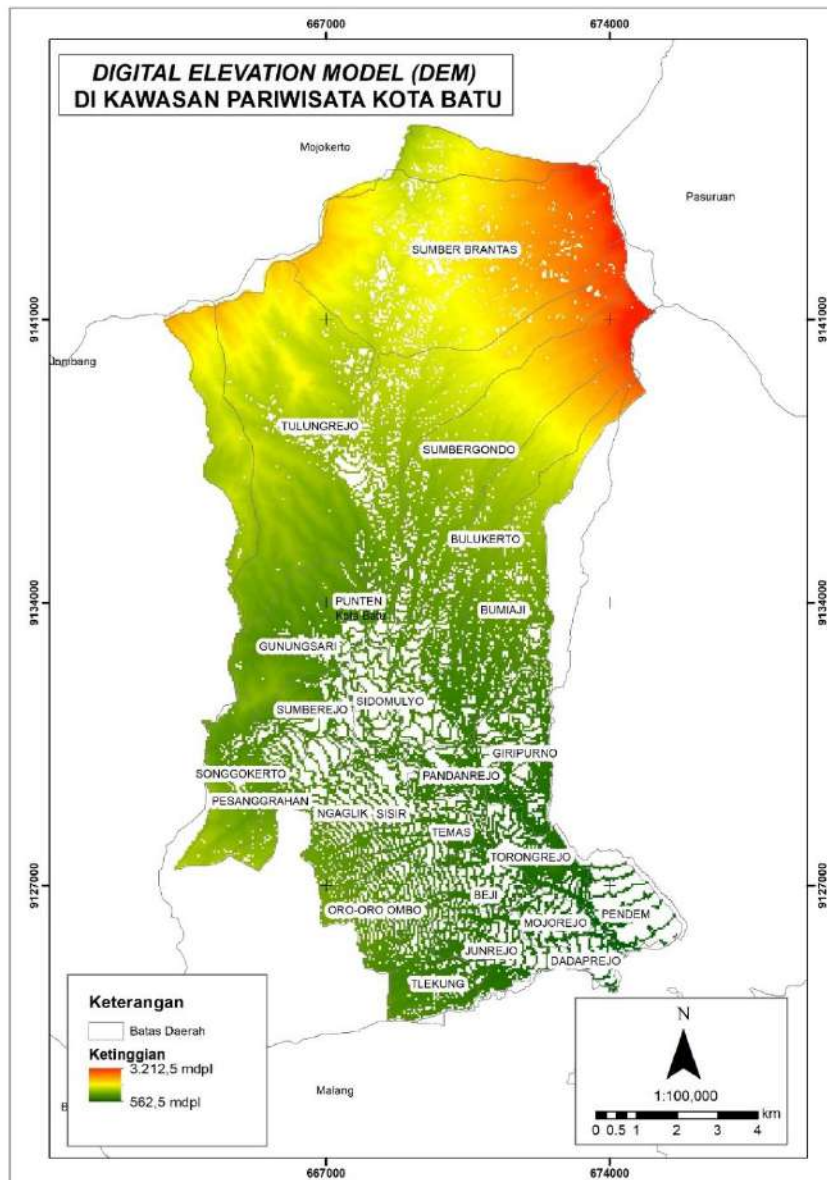 667000
674000
DIGITAL ELEVATION MODEL (DEM)
DI KAWASAN PARIWISATA KOTA BATU
Mojokerto
Pasuruan
SUMBER BRANTAS
9141000
9141000
Jombang
TULUNGREJO
SUMBERGONDO
BULUKERTO
9134000
9134000
PUNTEN
BUMIAJI
Kota Batu
GUNUNGSARI
SIDOMULYO
SUMBEREJO
GIRIPURNO
SONGGOKERTO
PANDANREJO
PESANGGRAHAN
NGAGLIK
SISIR
TEMAS
TORONGREJO
9127000
9127000
BEJI
ORO-ORO OMBO
PENDEM
MOJOREJO
JUNREJO
DADAPREJO
TLEKUNG
Keterangan
Batas Daerah
Ketinggian
3.212,5 mdpl
562,5 mdpl
Malang
N
1:100,000
km
0 0.5 1 2 3 4
667000
674000